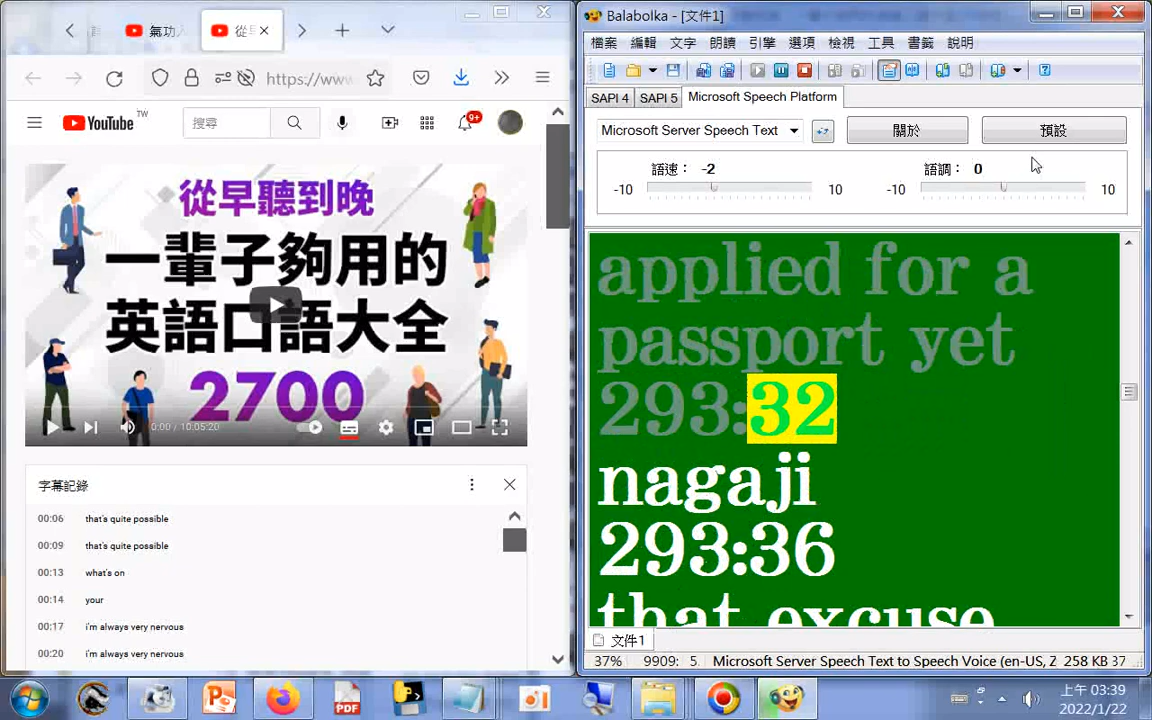 氣功
從
https://www
YouTube TW
搜尋
9+
從早聽到晚
一輩子夠用的
英語口語大全
2700
0:00 / 10:05:20
字幕記錄
00:06 that's quite possible
00:09 that's quite possible
00:13 what's on
00:14 your
00:17 i'm always very nervous
00:20 i'm always very nervous
Balabolka - [文件1]
檔案 編輯 文字 朗讀 引擎 選項 檢視 工具 書籤 說明
SAPI 4 SAPI 5 Microsoft Speech Platform
Microsoft Server Speech Text 關於 預設
語速： -2 語調： 0
-10 10 -10 10
applied for a
passport yet
293:32
nagaji
293:36
that excuse
文件1
37% 9909: 5. Microsoft Server Speech Text to Speech Voice (en-US, Z 258 KB 37
PDF
上午 03:39
2022/1/22